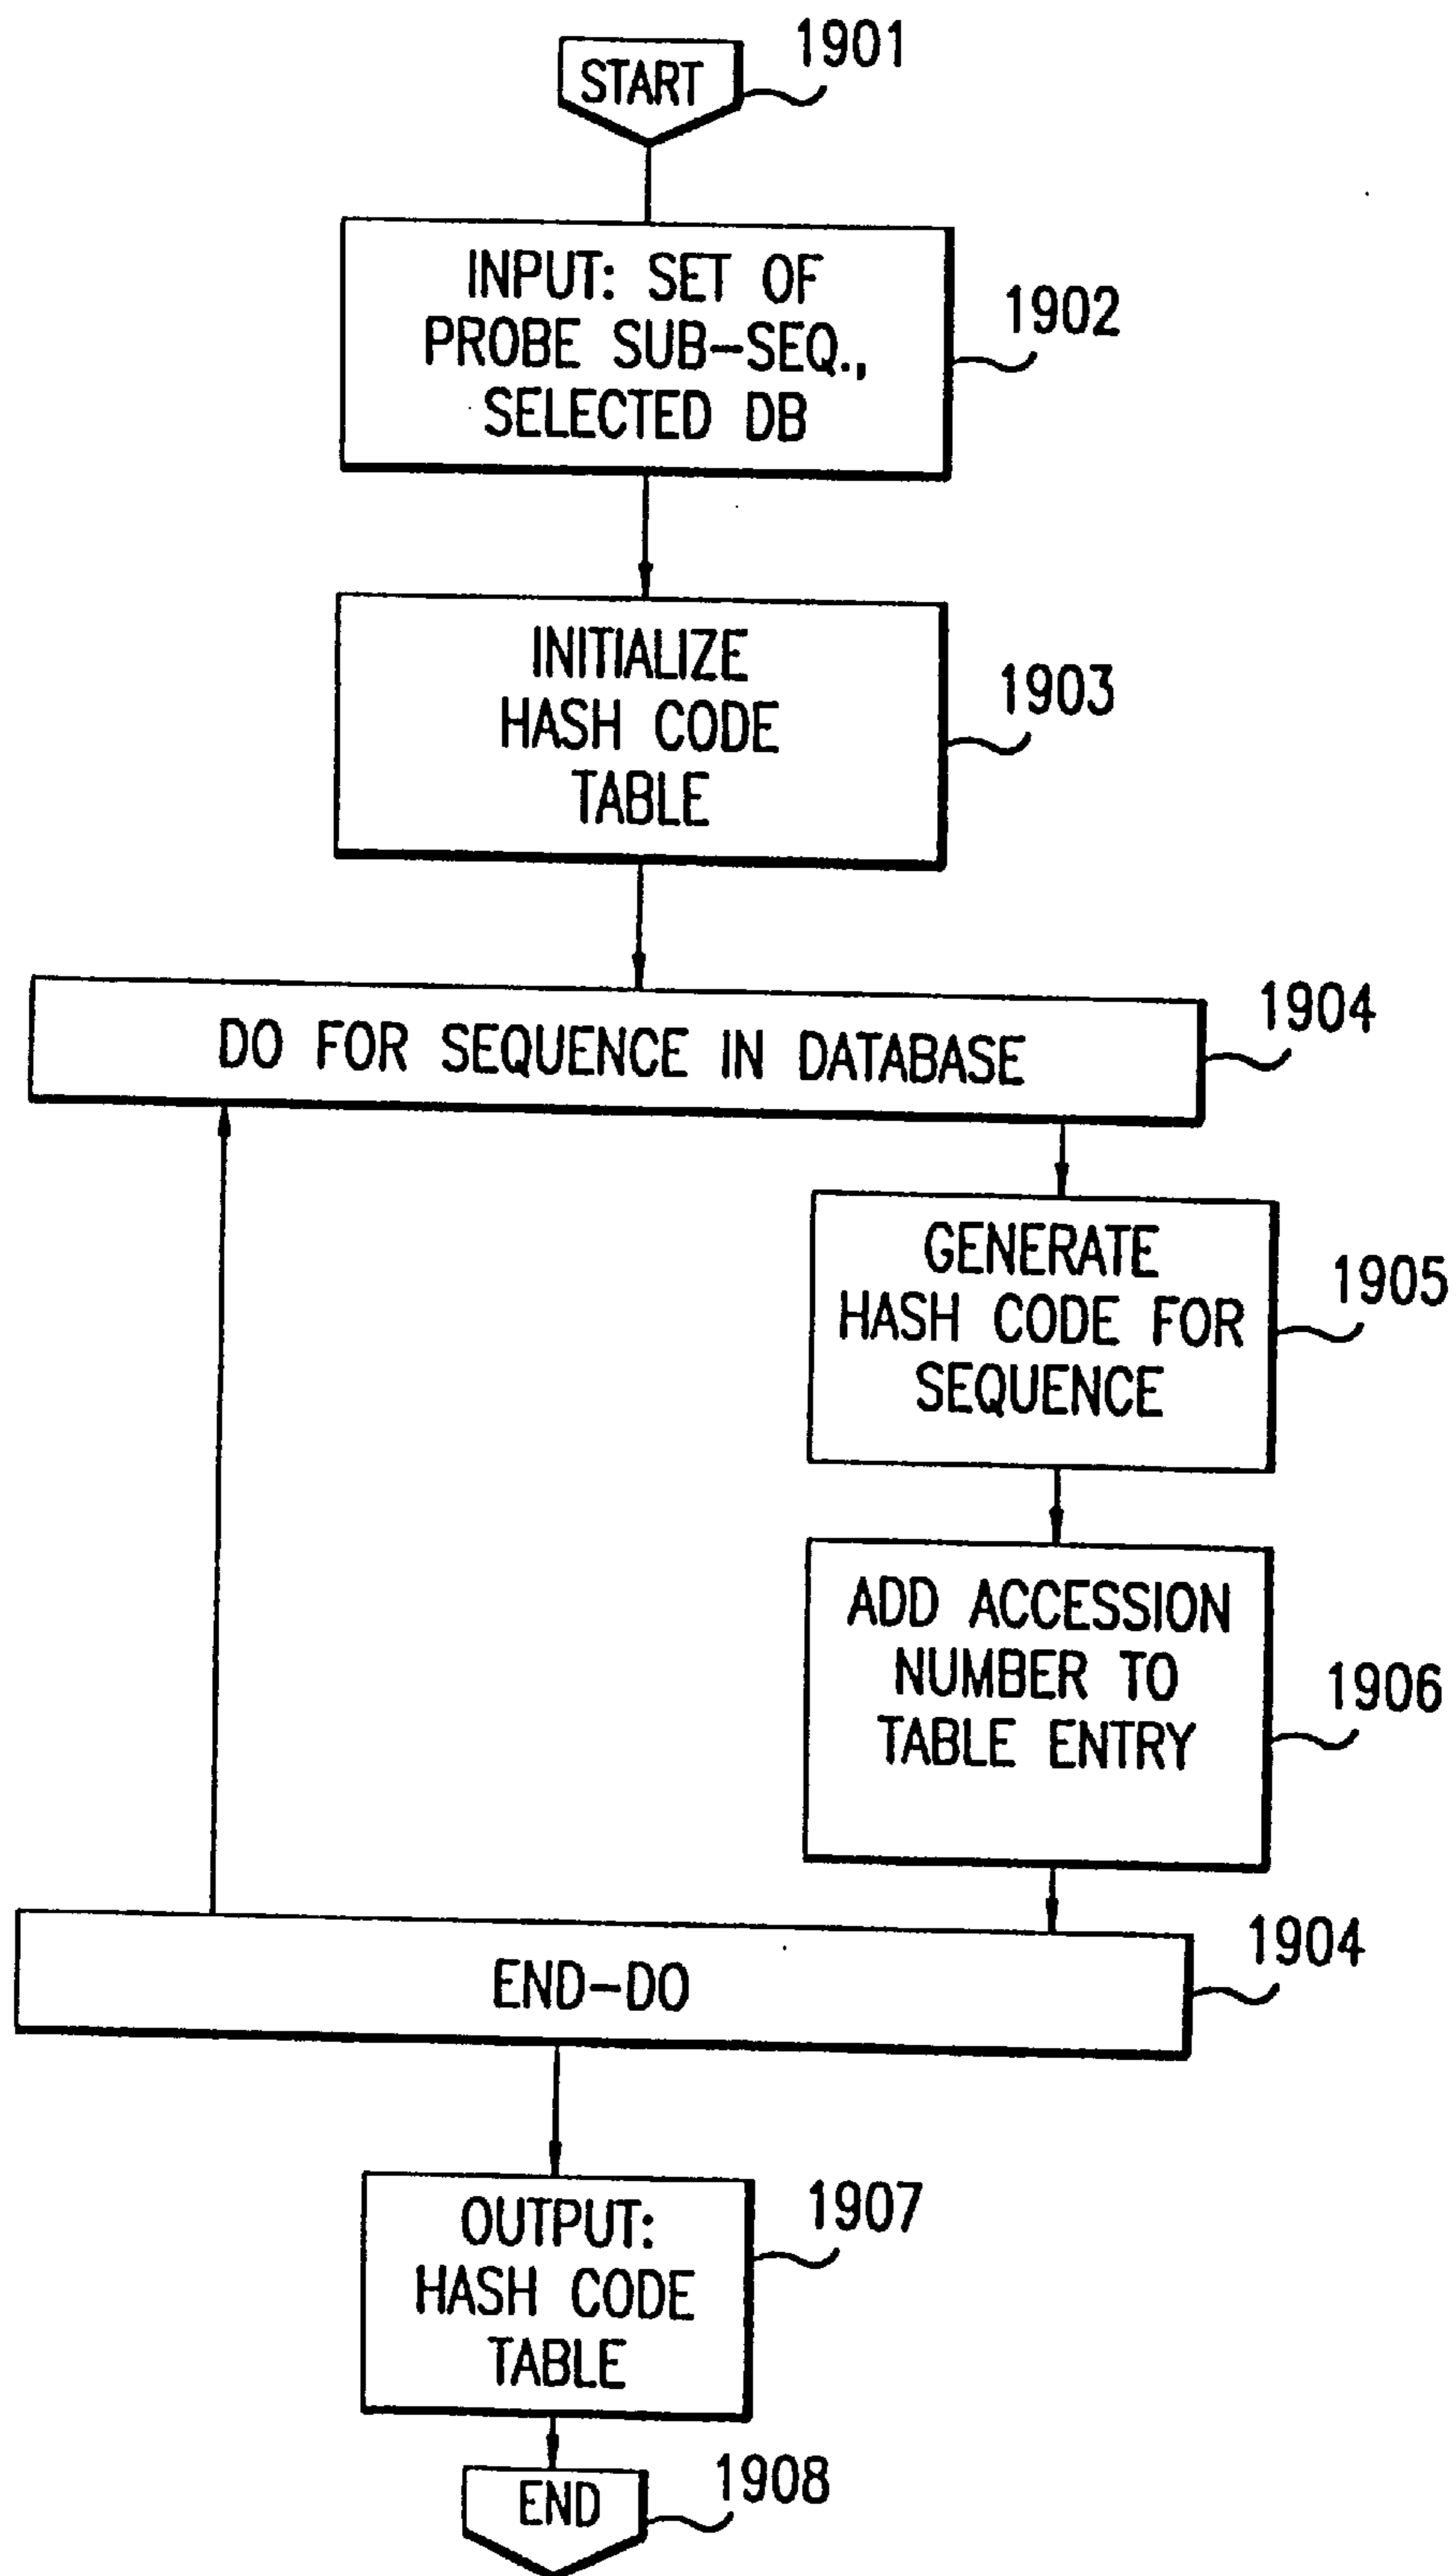 START
1901
INPUT: SET OF
PROBE SUB-SEQ.,
SELECTED DB
1902
INITIALIZE
HASH CODE
TABLE
1903
DO FOR SEQUENCE IN DATABASE
1904
GENERATE
HASH CODE FOR
SEQUENCE
1905
ADD ACCESSION
NUMBER TO
TABLE ENTRY
1906
END-DO
1904
OUTPUT:
HASH CODE
TABLE
1907
END
1908